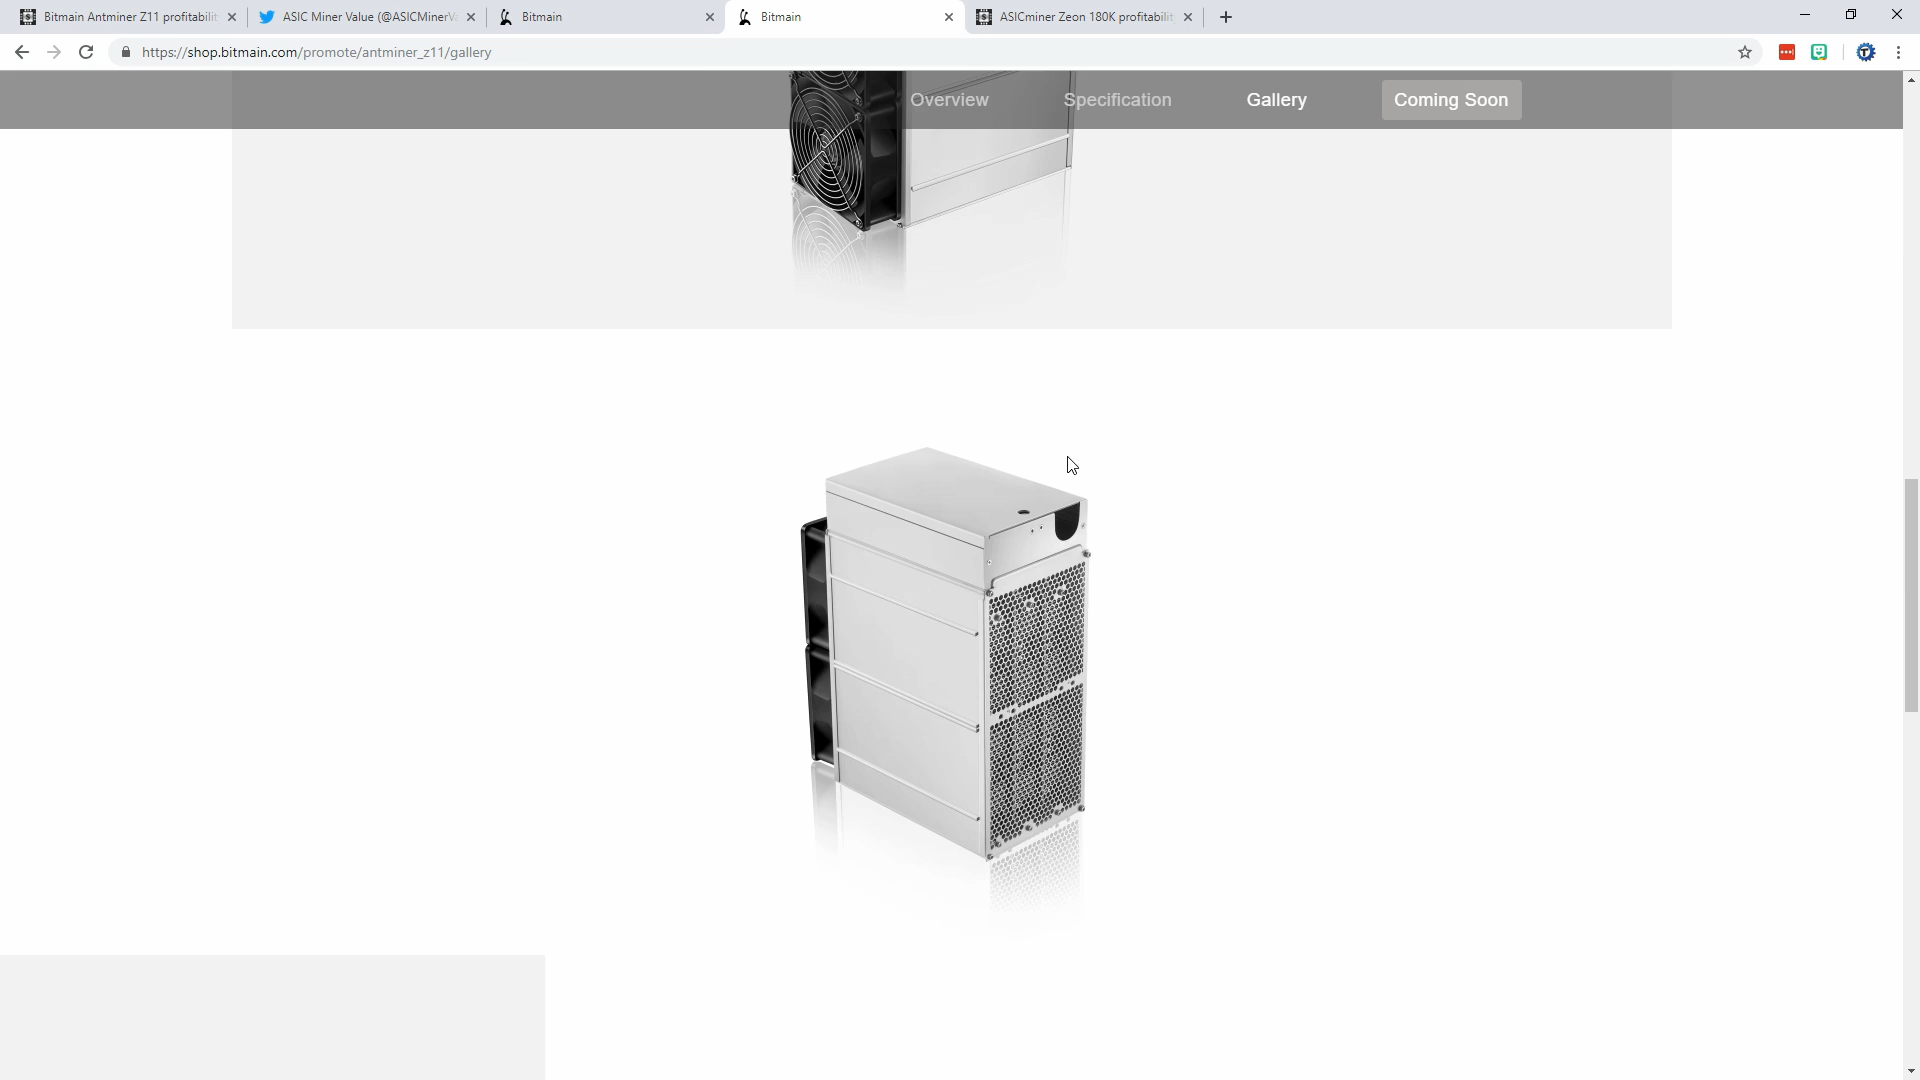 Bitmain Antminer Z11 profitabilit
ASIC Miner Value (@ASICMinerVa
Bitmain
Bitmain
ASICminer Zeon 180K profitabilit
https://shop.bitmain.com/promote/antminer_z11/gallery
Overview
Specification
Gallery
Coming Soon